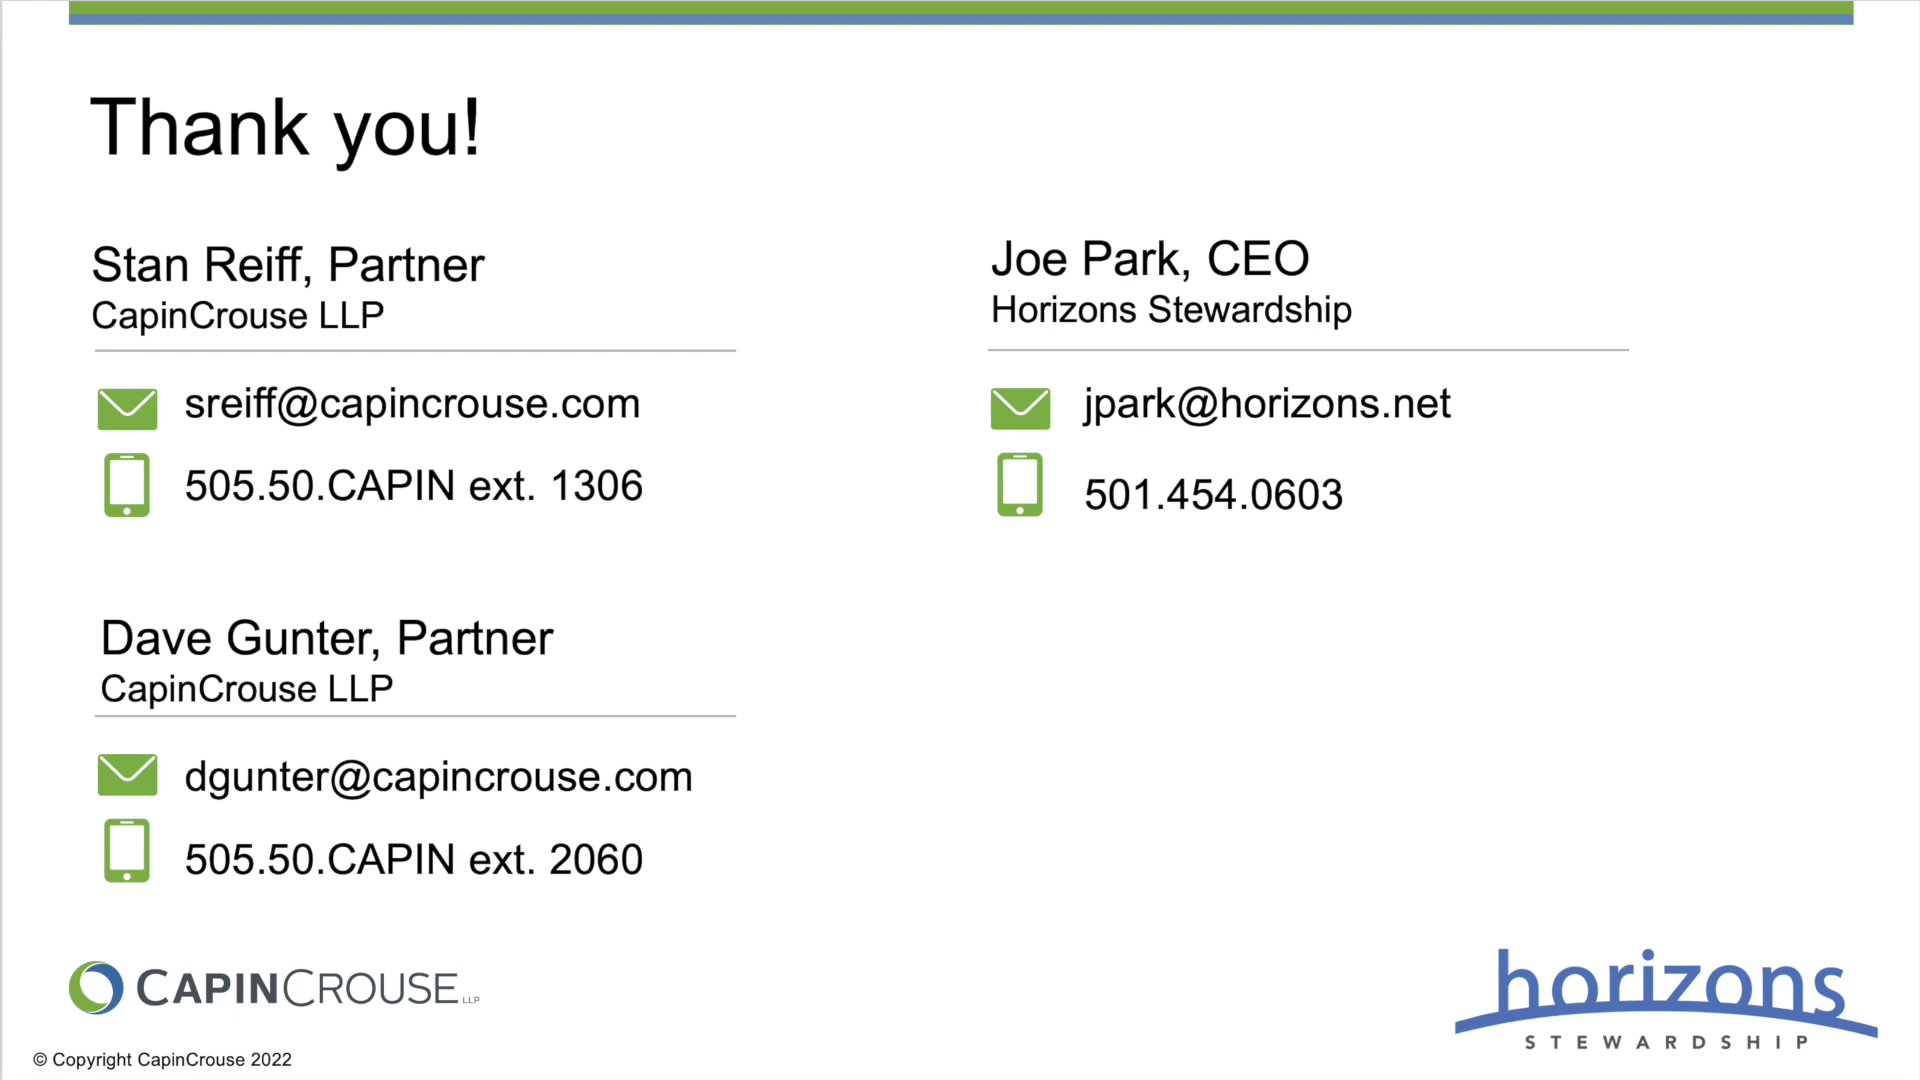 Thank you!
Stan Reiff, Partner
CapinCrouse LLP
sreiff@capincrouse.com
505.50.CAPIN ext. 1306
Joe Park, CEO
Horizons Stewardship
jpark@horizons.net
501.454.0603
Dave Gunter, Partner
CapinCrouse LLP
dgunter@capincrouse.com
505.50.CAPIN ext. 2060
CAPINCROUSE LLP
horizons
STEWARDSHIP
© Copyright CapinCrouse 2022